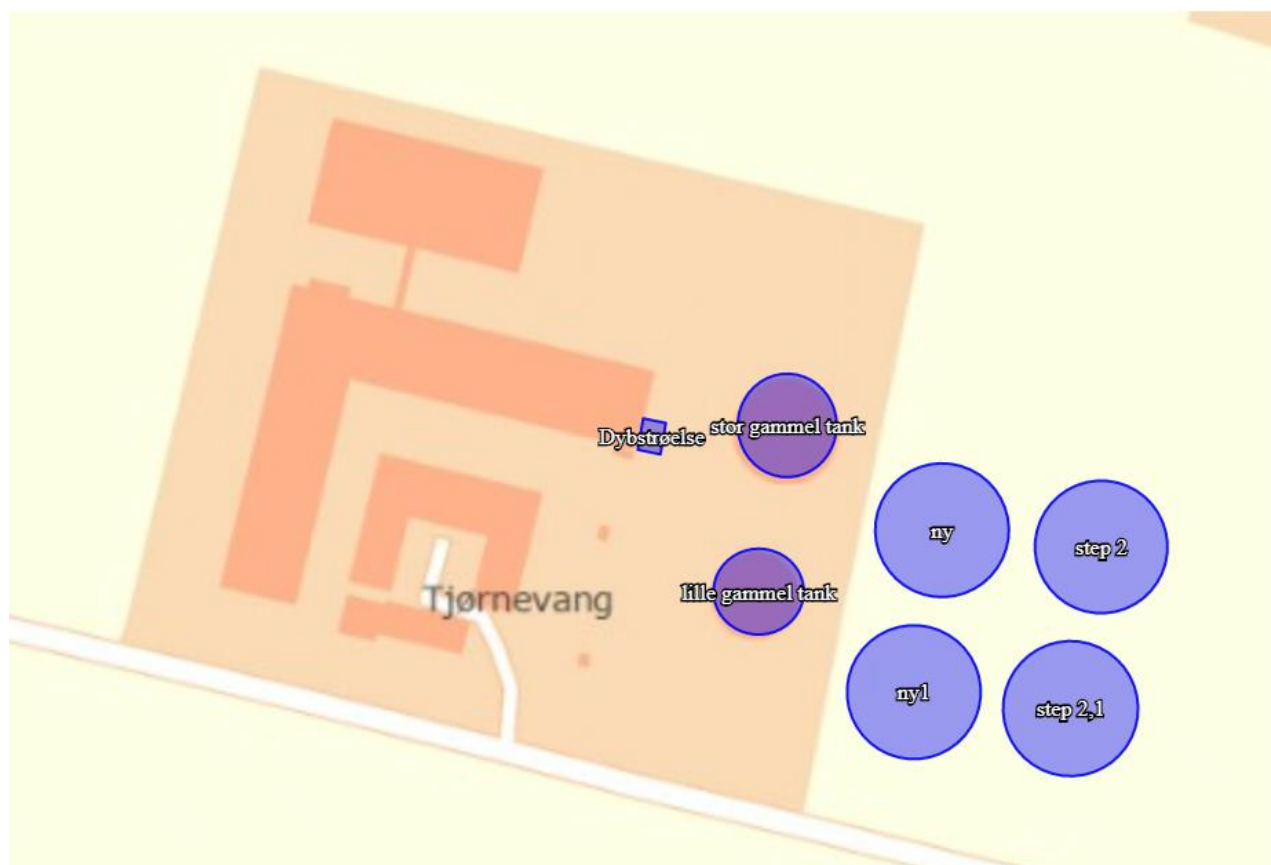 stor gammel tank
Dybstrøelse
ny
step 2
lille gammel tank
Tjørnevang
ny1
step 2,1